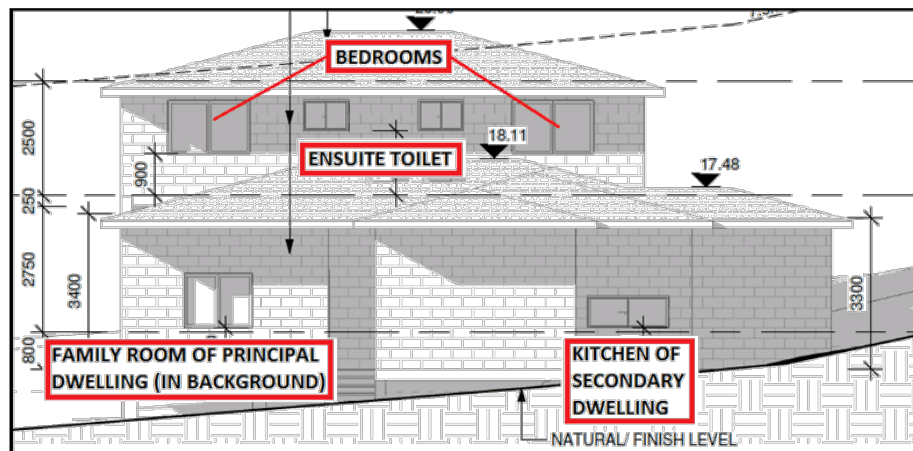 BEDROOMS
2500
18.11
ENSUITE TOILET
17.48
900
250
2750
3400
3300
800
FAMILY ROOM OF PRINCIPAL
DWELLING (IN BACKGROUND)
KITCHEN OF
SECONDARY
DWELLING
NATURAL/ FINISH LEVEL